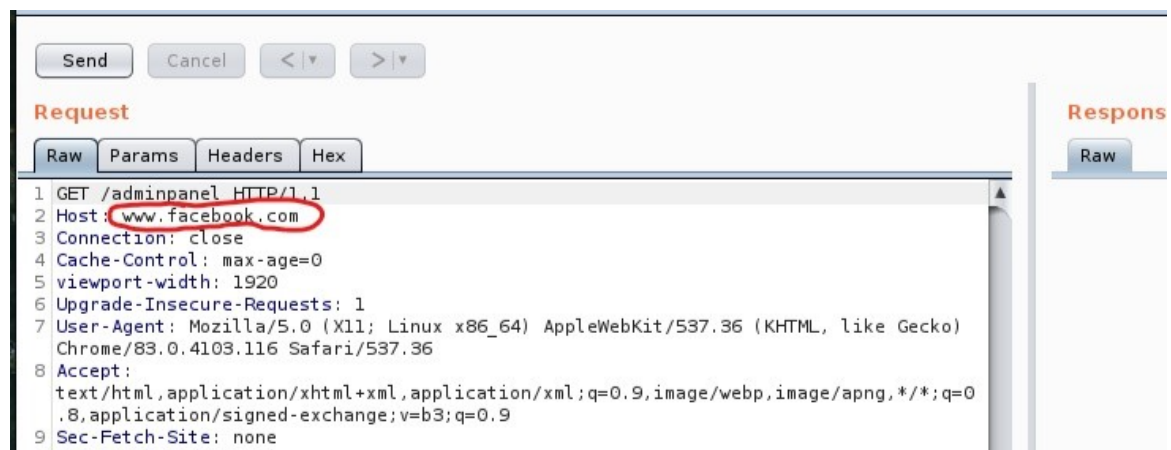 Send Cancel < >
Request
Respons
Raw Params Headers Hex
Raw
1 GET /adminpanel HTTP/1.1
2 Host: www.facebook.com
3 Connection: close
4 Cache-Control: max-age=0
5 viewport-width: 1920
6 Upgrade-Insecure-Requests: 1
7 User-Agent: Mozilla/5.0 (X11; Linux x86_64) AppleWebKit/537.36 (KHTML, like Gecko)
Chrome/83.0.4103.116 Safari/537.36
8 Accept:
text/html,application/xhtml+xml,application/xml;q=0.9,image/webp,image/apng,*/*;q=0
.8,application/signed-exchange;v=b3;q=0.9
9 Sec-Fetch-Site: none